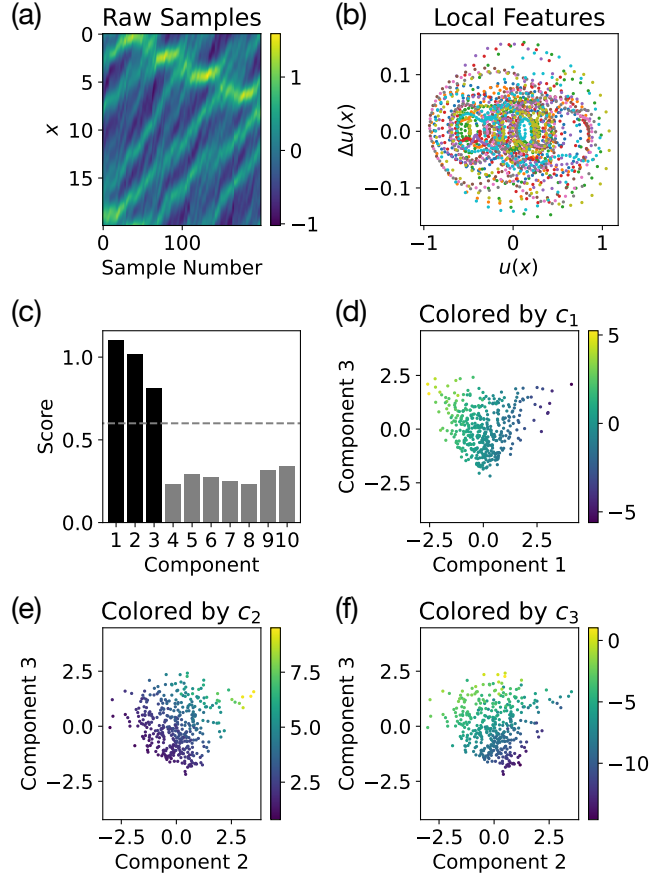 (a)
Raw Samples
0
5
10
15
x
0
100
Sample Number
1
0
−1
(b)
Local Features
0.1
0.0
−0.1
Δu(x)
−1
0
1
u(x)
(c)
1.0
0.5
0.0
Score
1 2 3 4 5 6 7 8 9 10
Component
(d)
Colored by c₁
2.5
0.0
−2.5
Component 3
−2.5 0.0 2.5
Component 1
5
0
−5
(e)
Colored by c₂
2.5
0.0
−2.5
Component 3
−2.5 0.0 2.5
Component 2
7.5
5.0
2.5
(f)
Colored by c₃
2.5
0.0
−2.5
Component 3
−2.5 0.0 2.5
Component 2
0
−5
−10